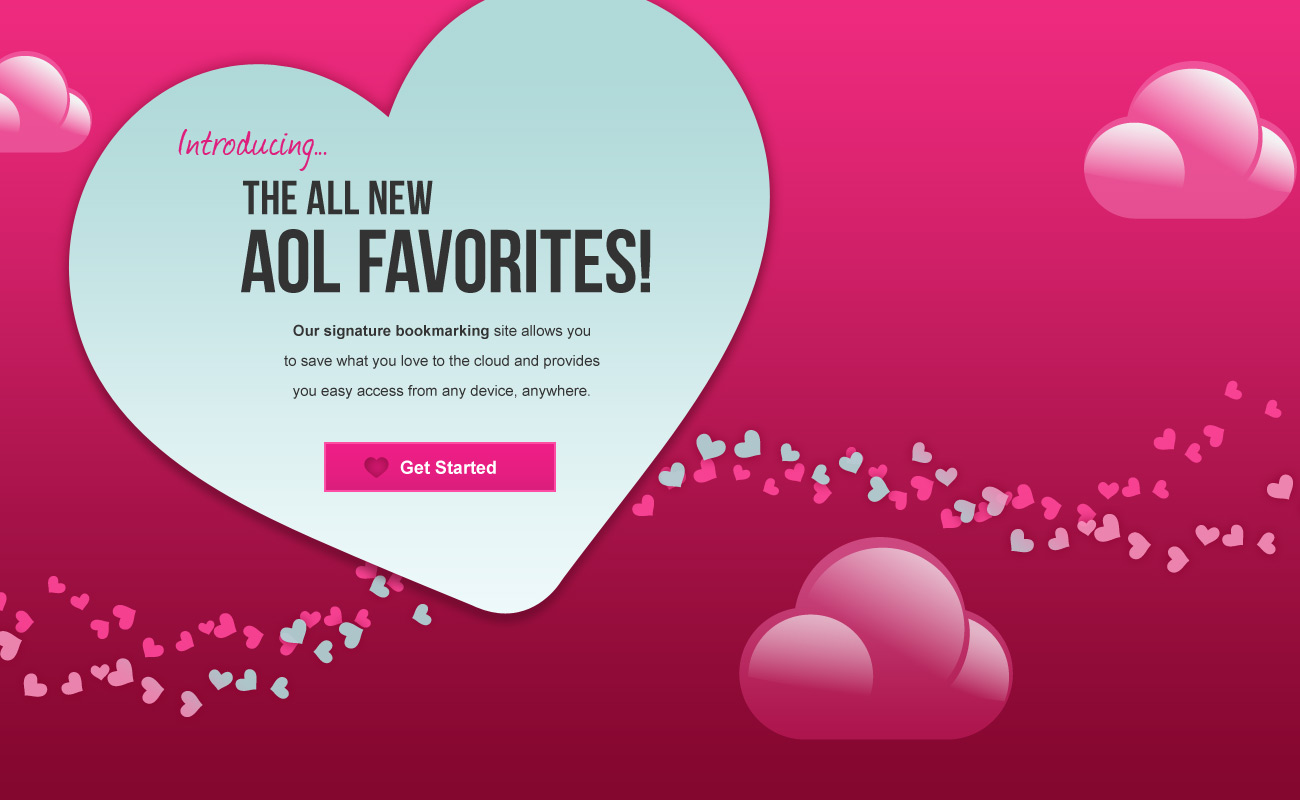 Introducing...
THE ALL NEW
AOL FAVORITES!
Our signature bookmarking site allows you
to save what you love to the cloud and provides
you easy access from any device, anywhere.
Get Started